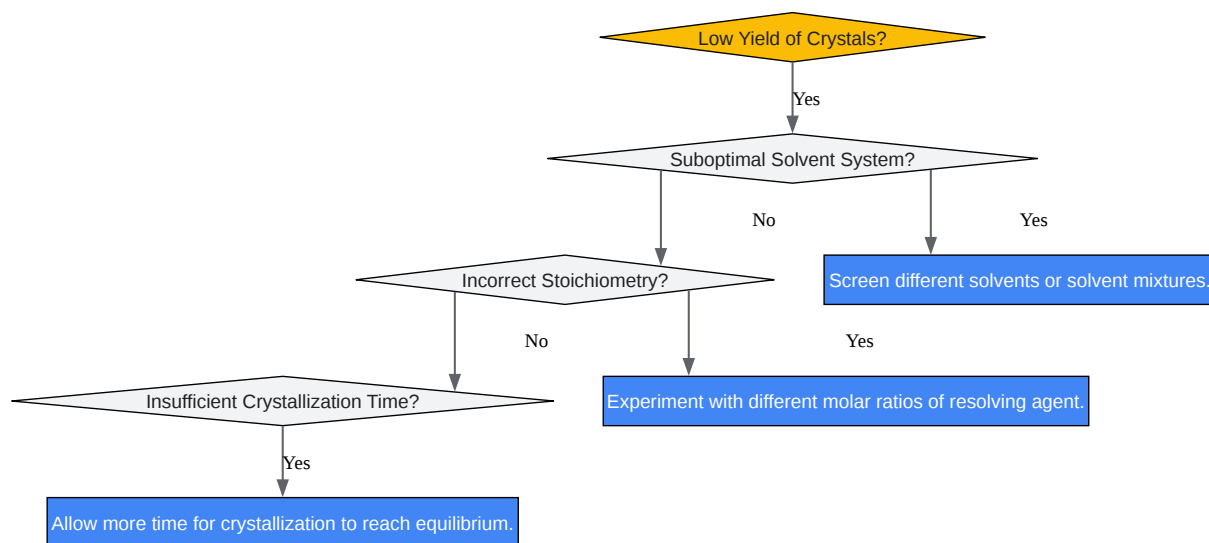 Low Yield of Crystals?
Yes
Suboptimal Solvent System?
No
Yes
Incorrect Stoichiometry?
Screen different solvents or solvent mixtures.
No
Yes
Insufficient Crystallization Time?
Experiment with different molar ratios of resolving agent.
Yes
Allow more time for crystallization to reach equilibrium.